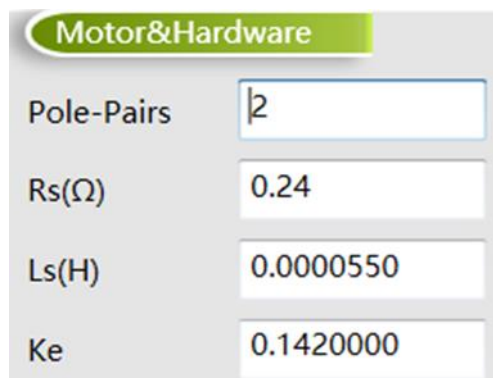 Motor&Hardware
Pole-Pairs 2
Rs(Ω) 0.24
Ls(H) 0.0000550
Ke 0.1420000